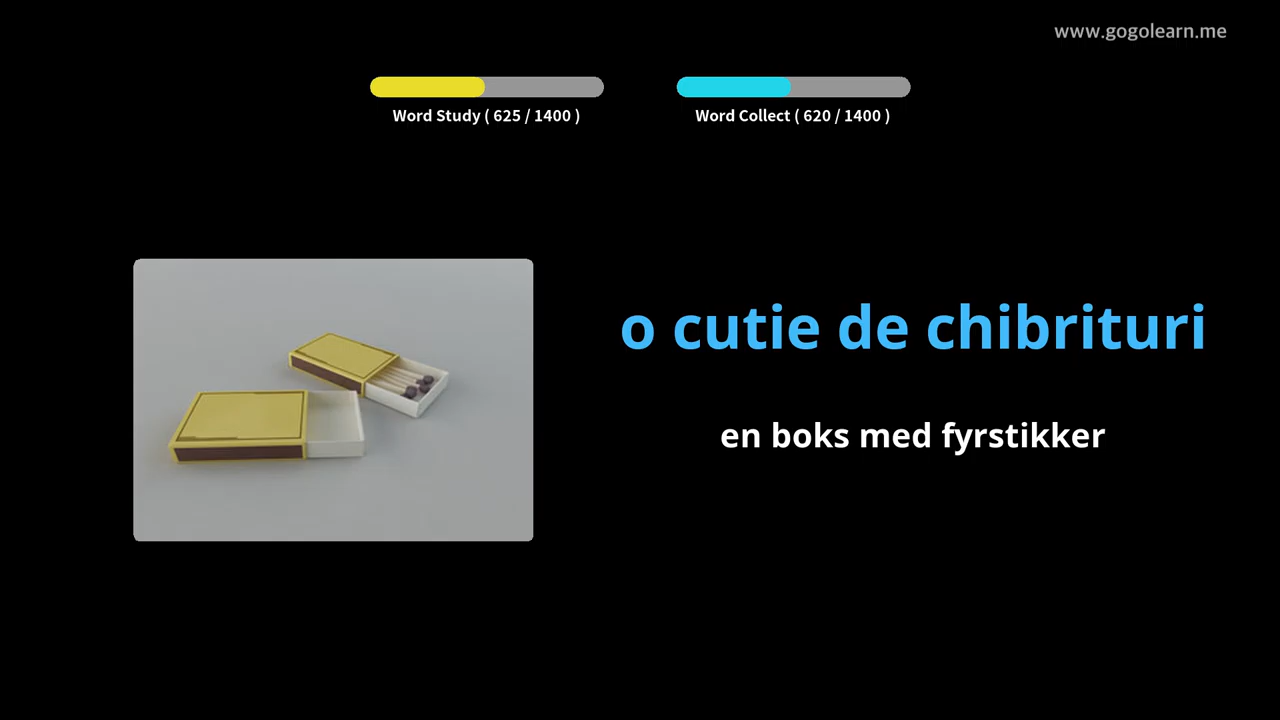 www.gogolearn.me
Word Study ( 625 / 1400 )
Word Collect ( 620 / 1400 )
o cutie de chibrituri
en boks med fyrstikker